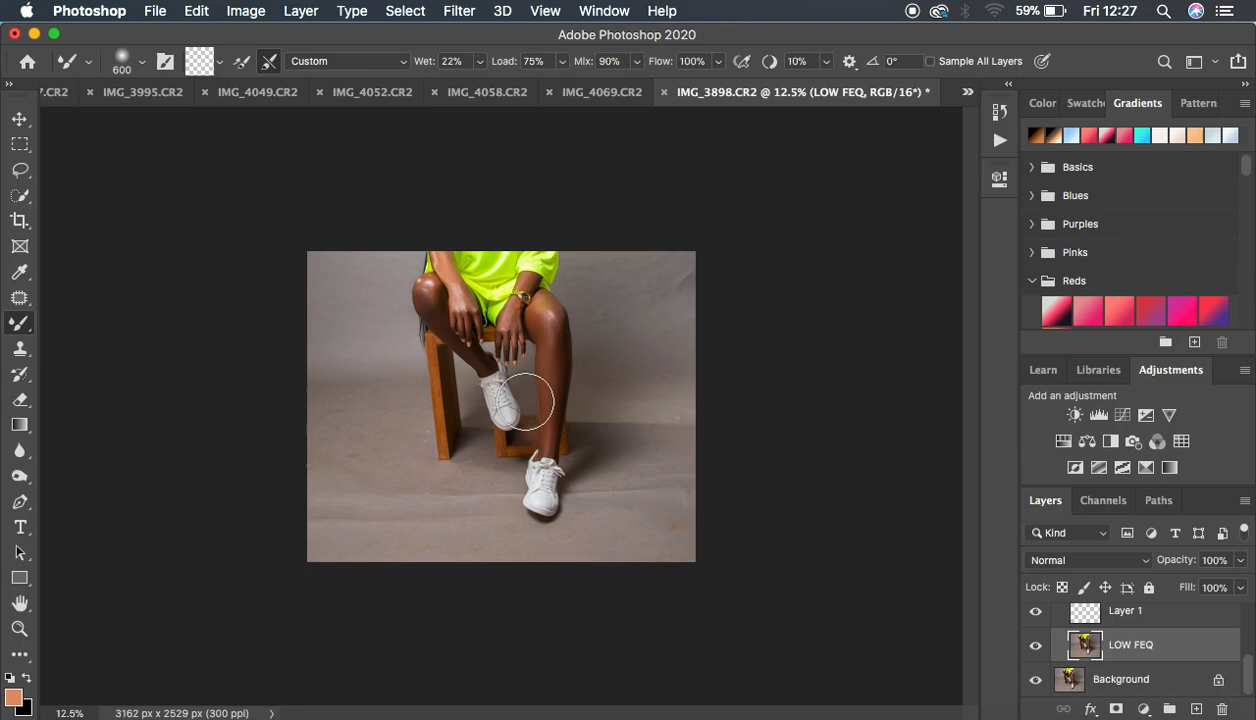 Photoshop File Edit Image Layer Type Select Filter 3D View Window Help 59% Fri 12:27
Adobe Photoshop 2020
600 Custom Wet: 22% Load: 75% Mix: 90% Flow: 100% 10% 0° Sample All Layers
7.CR2 IMG_3995.CR2 IMG_4049.CR2 IMG_4052.CR2 IMG_4058.CR2 IMG_4069.CR2 IMG_3898.CR2 @ 12.5% (LOW FEQ, RGB/16*) *
Color Swatche Gradients Pattern
Basics
Blues
Purples
Pinks
Reds
Learn Libraries Adjustments
Add an adjustment
Layers Channels Paths
Kind
Normal Opacity: 100%
Lock: Fill: 100%
Layer 1
LOW FEQ
Background
12.5% 3162 px x 2529 px (300 ppi)